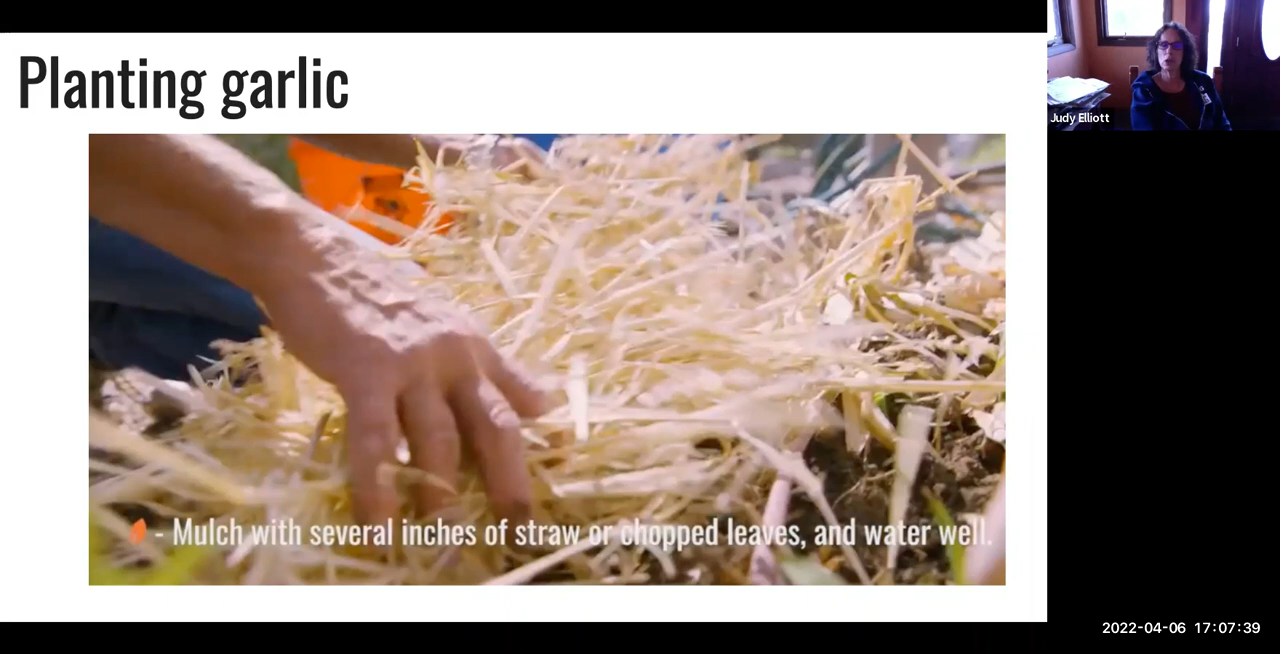 Planting garlic
Judy Elliott
- Mulch with several inches of straw or chopped leaves, and water well.
2022-04-06 17:07:39